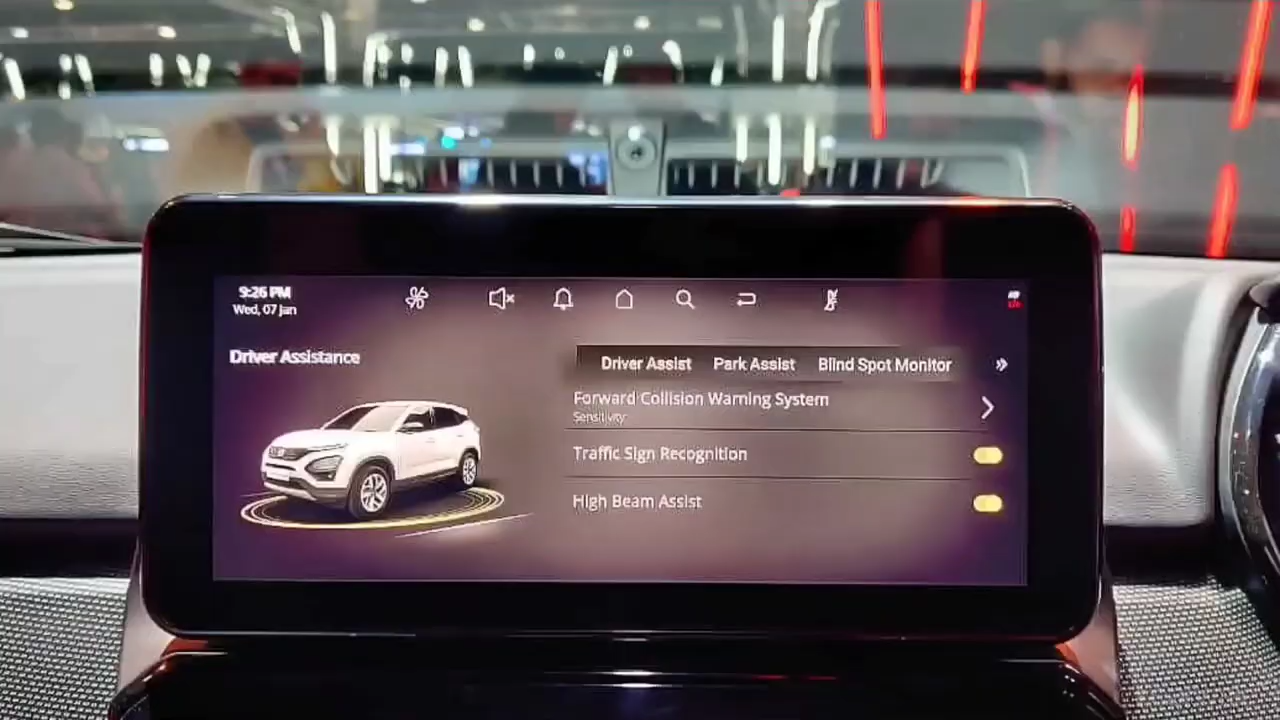 9:26 PM
Wed, 07 Jan
Driver Assistance
Driver Assist Park Assist Blind Spot Monitor
Forward Collision Warning System
Sensitivity
Traffic Sign Recognition
High Beam Assist